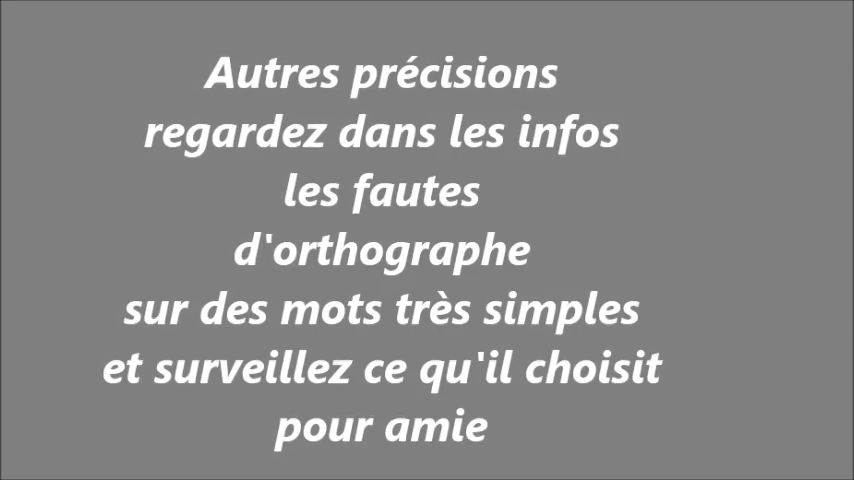 Autres précisions
regardez dans les infos
les fautes
d'orthographe
sur des mots très simples
et surveillez ce qu'il choisit
pour amie